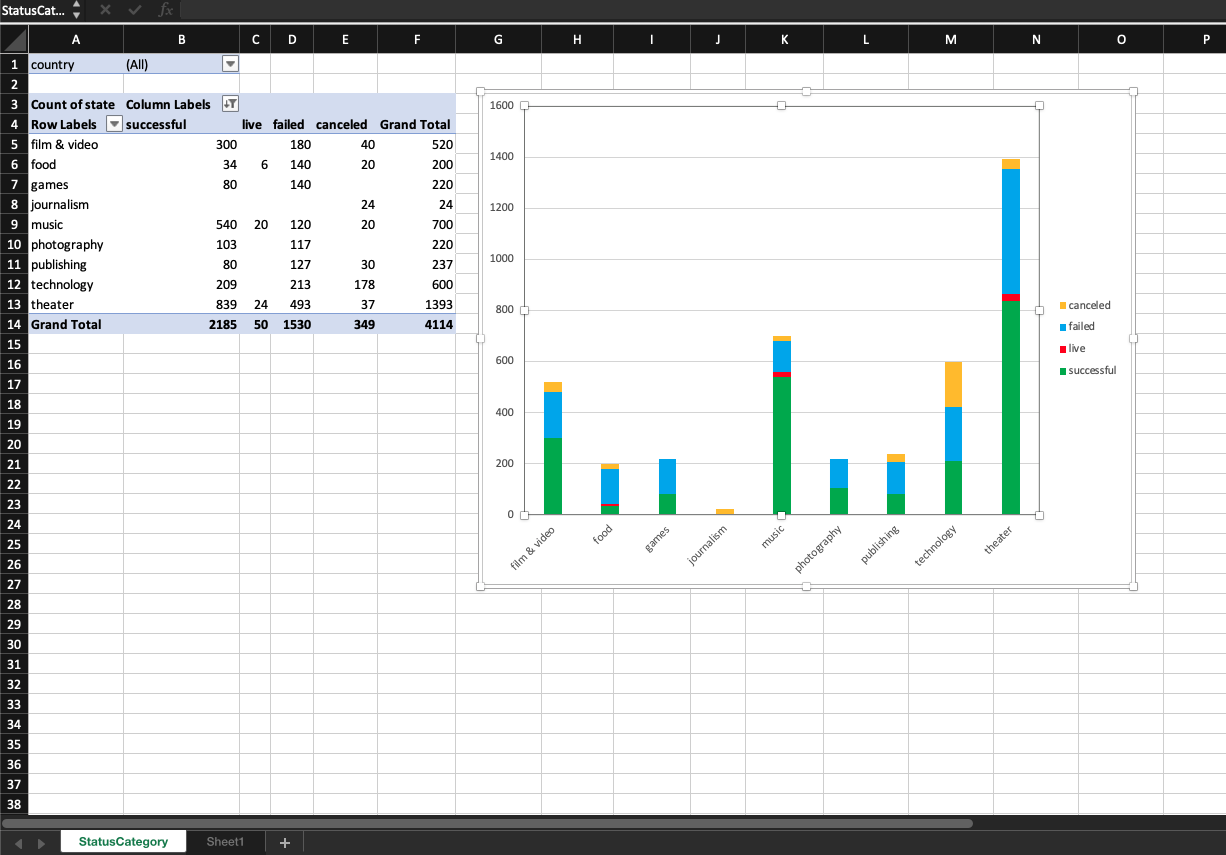 StatusCat...
fx
A B C D E F G H I J K L M N O P
1 country (All)
2
3 Count of state Column Labels
4 Row Labels successful live failed canceled Grand Total
5 film & video 300 180 40 520
6 food 34 6 140 20 200
7 games 80 140 220
8 journalism 24 24
9 music 540 20 120 20 700
10 photography 103 117 220
11 publishing 80 127 30 237
12 technology 209 213 178 600
13 theater 839 24 493 37 1393
14 Grand Total 2185 50 1530 349 4114
15
16
17
18
19
20
21
22
23
24
25
26
27
28
29
30
31
32
33
34
35
36
37
38
1600
1400
1200
1000
800
600
400
200
0
film & video food games journalism music photography publishing technology theater
canceled
failed
live
successful
StatusCategory Sheet1 +